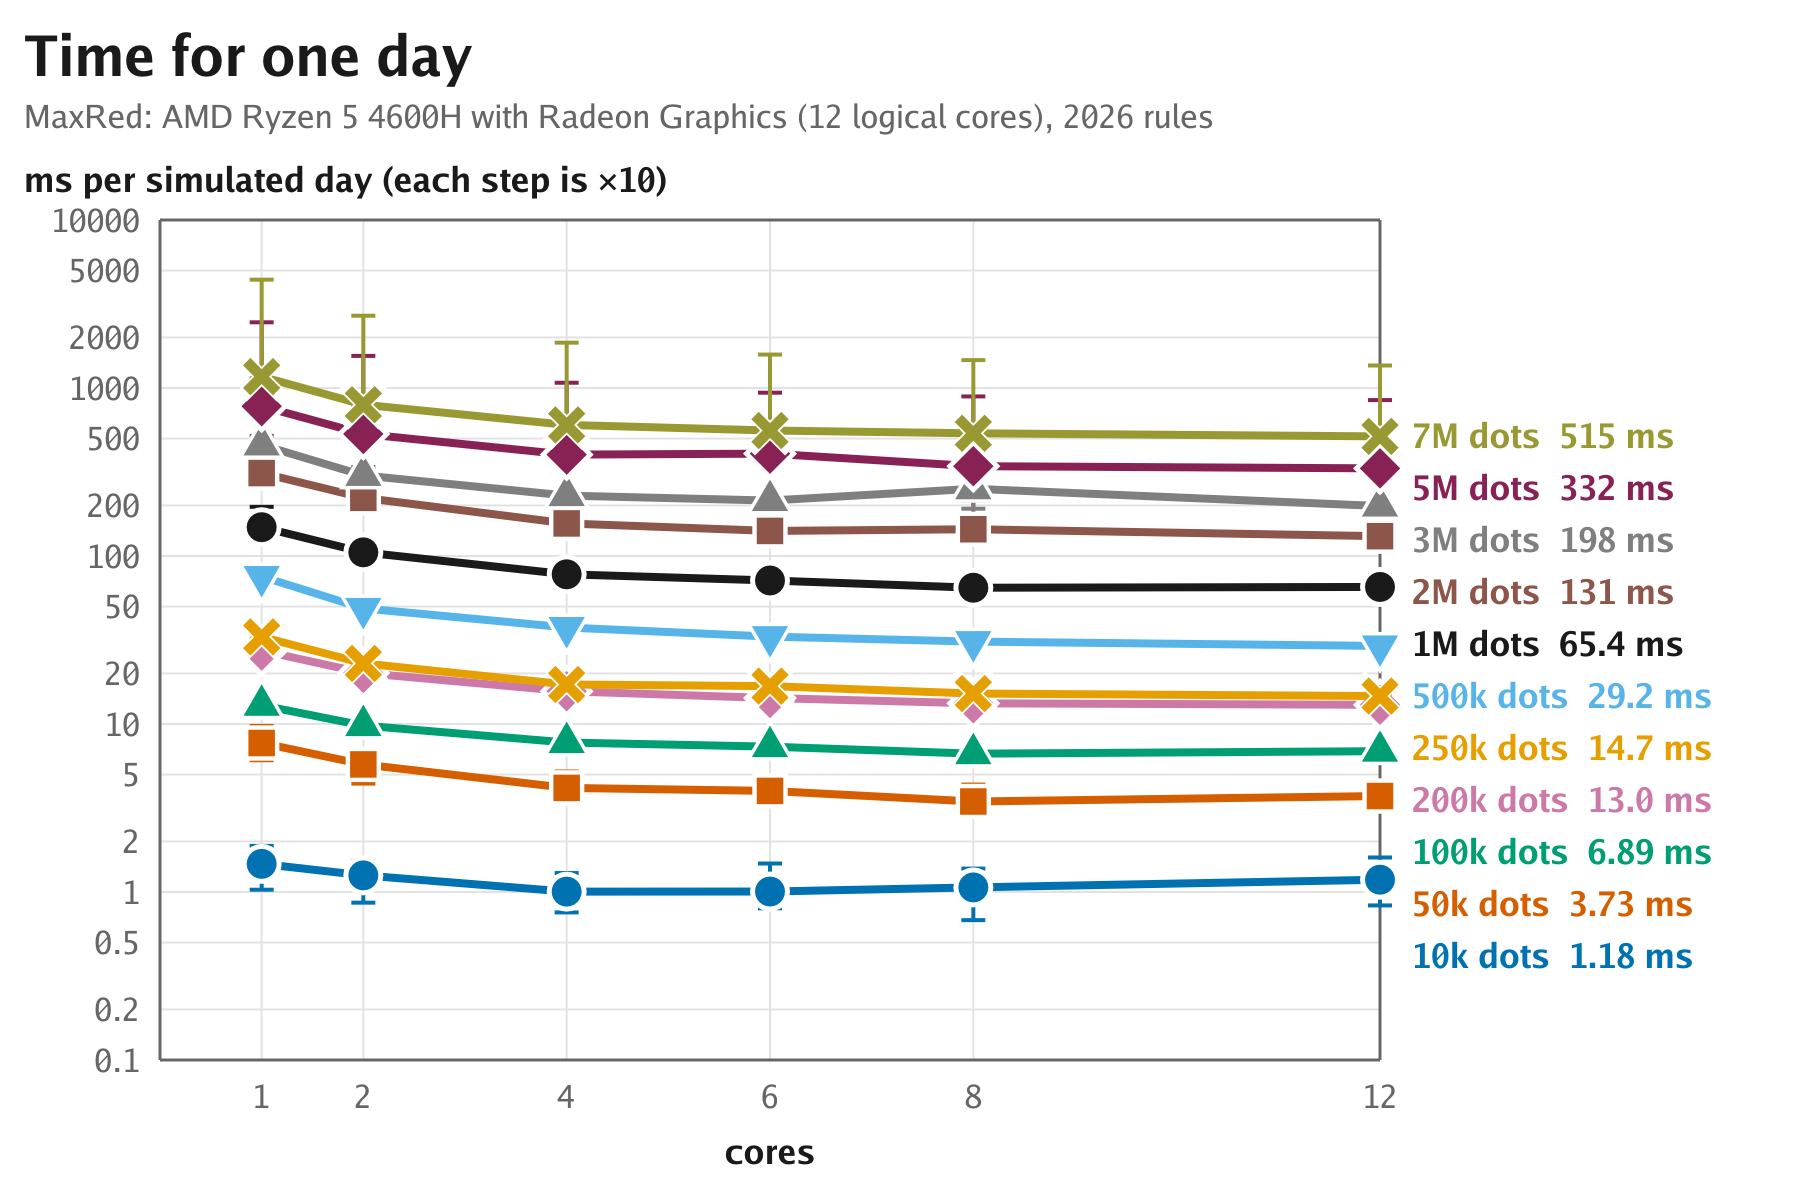 Time for one day
MaxRed: AMD Ryzen 5 4600H with Radeon Graphics (12 logical cores), 2026 rules
ms per simulated day (each step is ×10)
10000
5000
2000
1000
500
200
100
50
20
10
5
2
1
0.5
0.2
0.1
7M dots 515 ms
5M dots 332 ms
3M dots 198 ms
2M dots 131 ms
1M dots 65.4 ms
500k dots 29.2 ms
250k dots 14.7 ms
200k dots 13.0 ms
100k dots 6.89 ms
50k dots 3.73 ms
10k dots 1.18 ms
1 2 4 6 8 12
cores